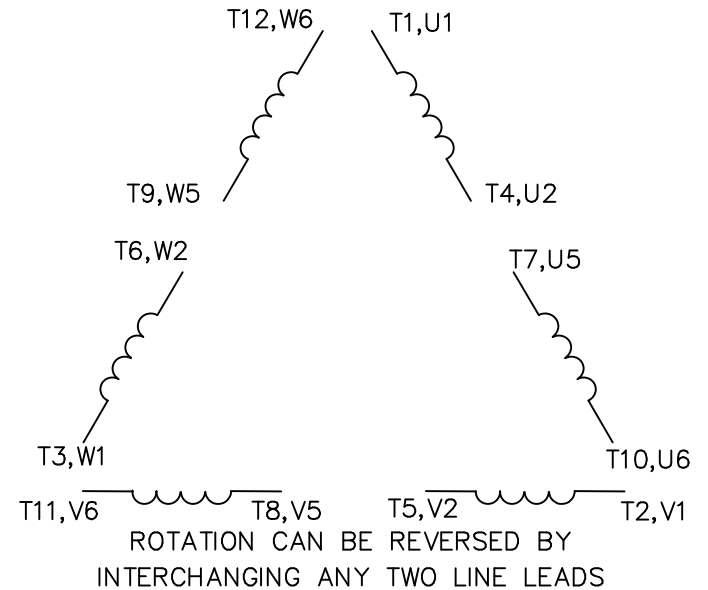 T12,W6
T1,U1
T9,W5
T4,U2
T6,W2
T7,U5
T3,W1
T10,U6
T11,V6
T8,V5
T5,V2
T2,V1
ROTATION CAN BE REVERSED BY
INTERCHANGING ANY TWO LINE LEADS